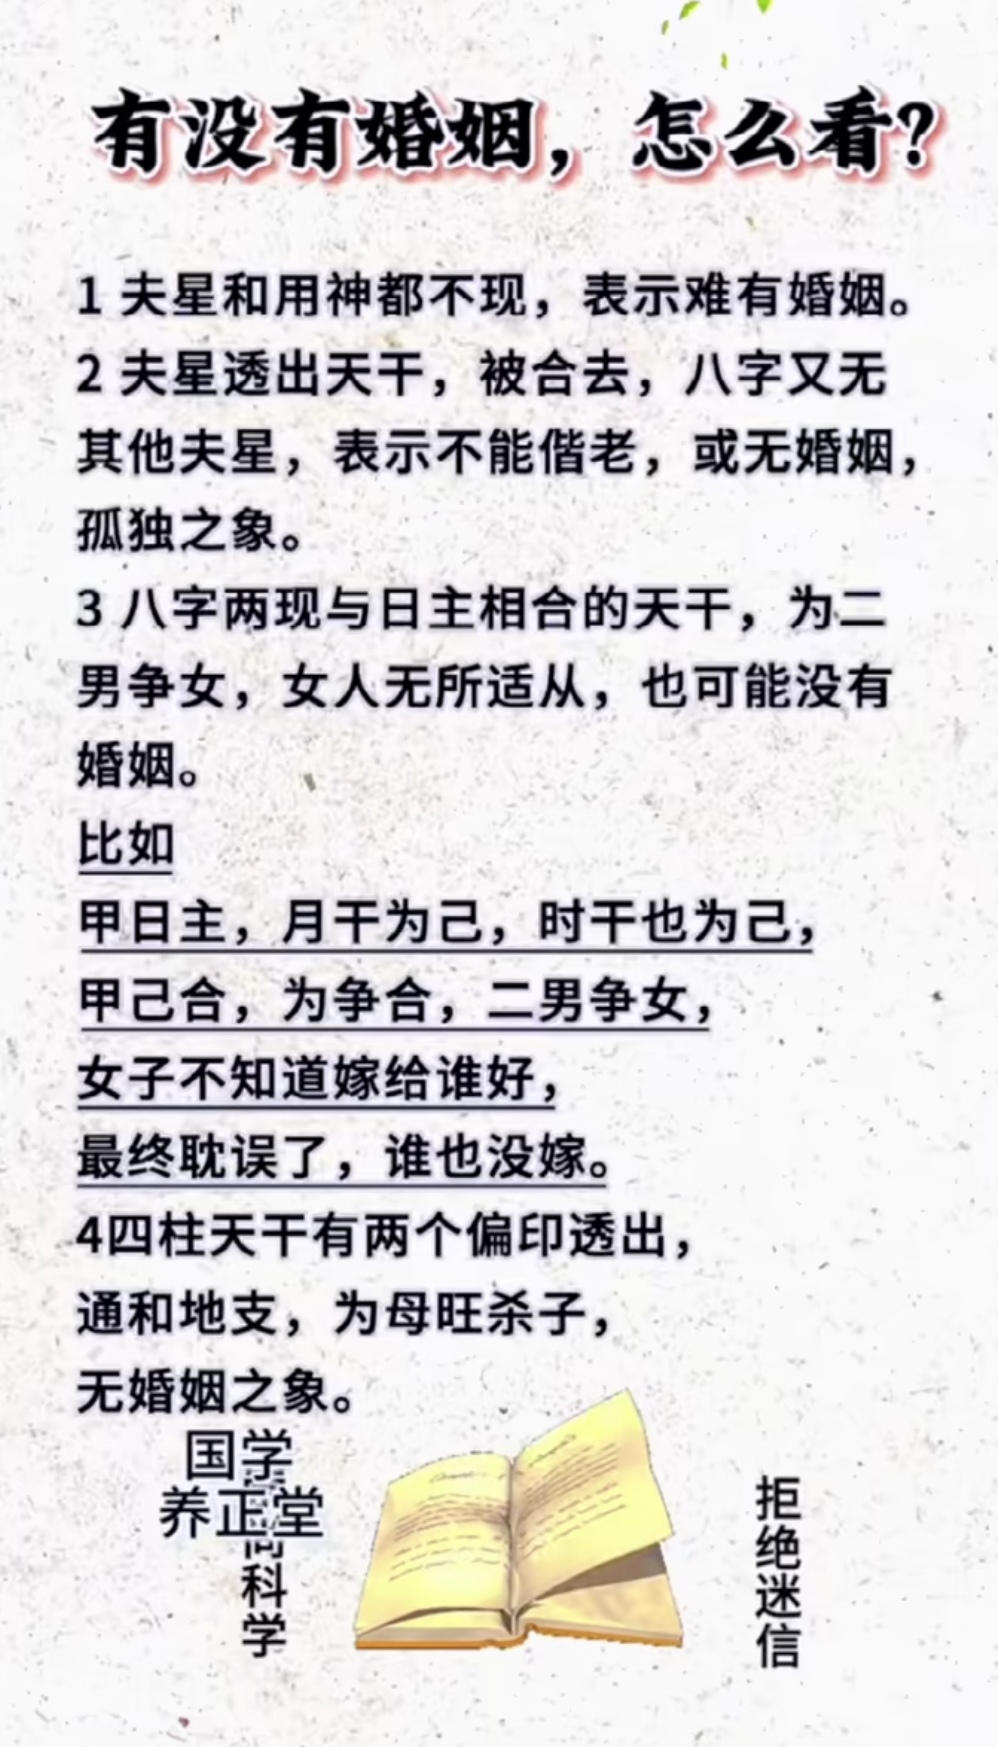 有没有婚姻，怎么看?
1 夫星和用神都不现，表示难有婚姻。
2 夫星透出天干，被合去，八字又无
其他夫星，表示不能偕老，或无婚姻，
孤独之象。
3 八字两现与日主相合的天干，为二
男争女，女人无所适从，也可能没有
婚姻。
比如
甲日主，月干为己，时干也为己，
甲己合，为争合，二男争女，
女子不知道嫁给谁好，
最终耽误了，谁也没嫁。
4四柱天干有两个偏印透出，
通和地支，为母旺杀子，
无婚姻之象。
国学
养正堂
科学
拒绝迷信